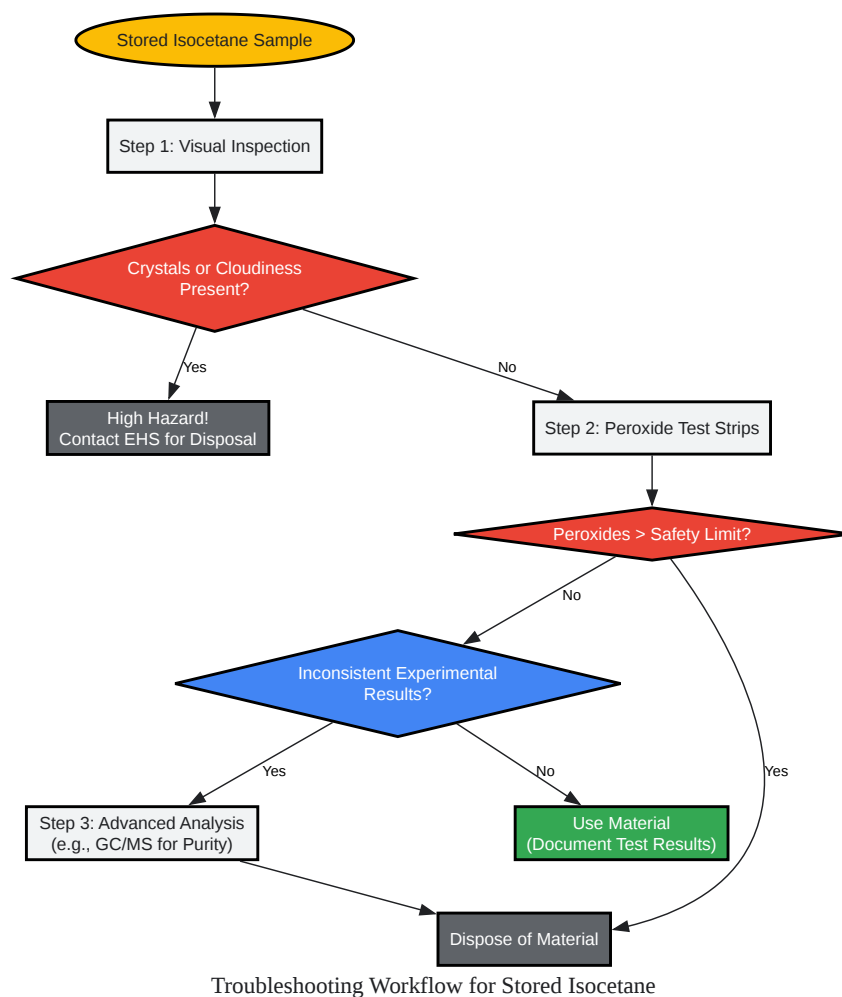 Stored Isocetane Sample
Step 1: Visual Inspection
Crystals or Cloudiness
Present?
Yes
No
High Hazard!
Contact EHS for Disposal
Step 2: Peroxide Test Strips
Peroxides > Safety Limit?
No
Inconsistent Experimental
Results?
Yes
No
Yes
Step 3: Advanced Analysis
(e.g., GC/MS for Purity)
Use Material
(Document Test Results)
Dispose of Material
Troubleshooting Workflow for Stored Isocetane